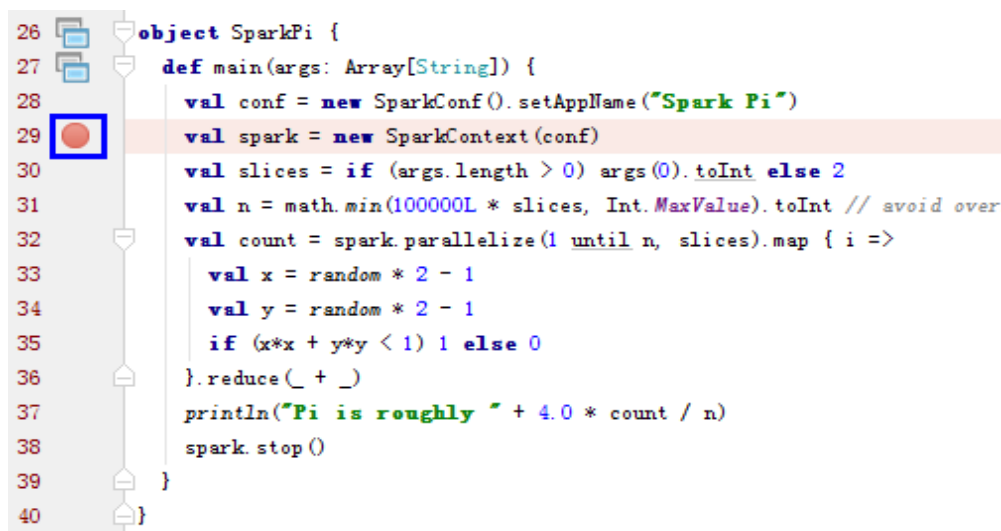 26 object SparkPi {
27 def main(args: Array[String]) {
28 val conf = new SparkConf().setAppName("Spark Pi")
29 val spark = new SparkContext(conf)
30 val slices = if (args.length > 0) args(0).toInt else 2
31 val n = math.min(100000L * slices, Int.MaxValue).toInt // avoid over
32 val count = spark.parallelize(1 until n, slices).map { i =>
33 val x = random * 2 - 1
34 val y = random * 2 - 1
35 if (x*x + y*y < 1) 1 else 0
36 }.reduce(_ + _)
37 println("Pi is roughly " + 4.0 * count / n)
38 spark.stop()
39 }
40 }